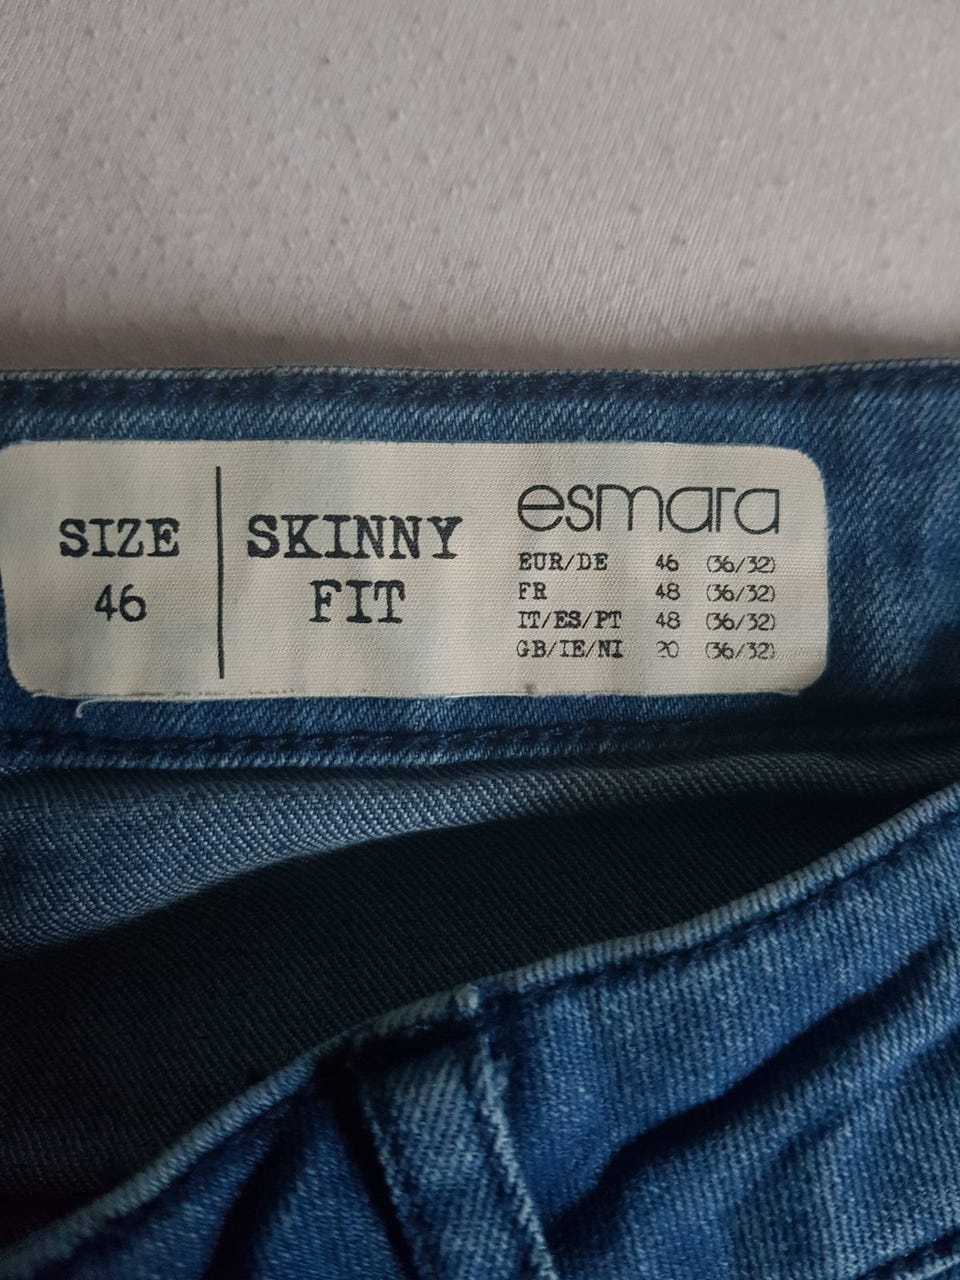 SIZE
46
SKINNY
FIT
esmara
EUR/DE 46 (36/32)
FR 48 (36/32)
IT/ES/PT 48 (36/32)
GB/IE/NI 20 (36/32)